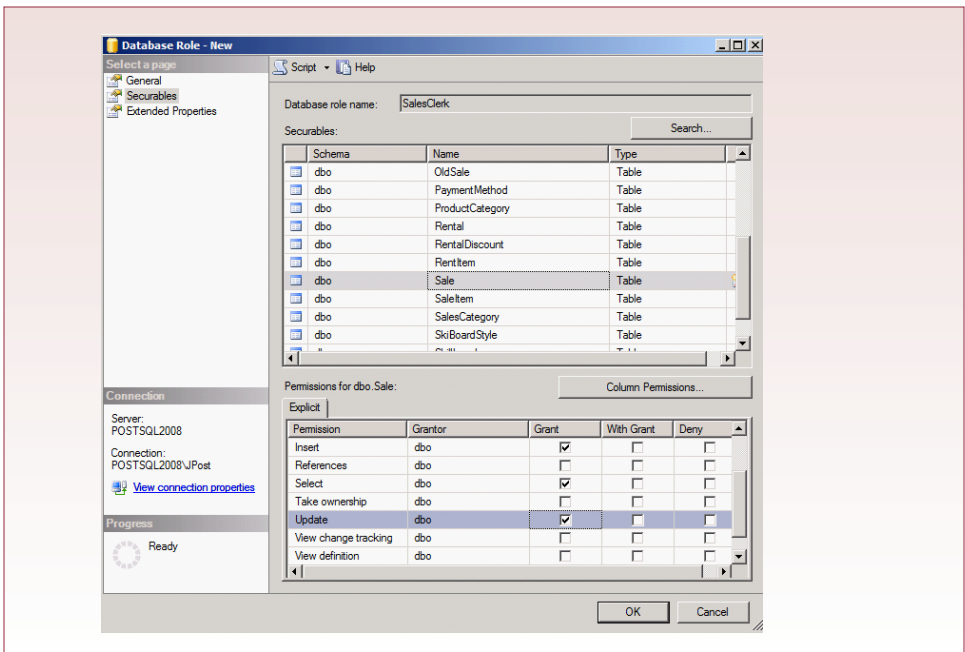 Database Role - New
Select a page
General
Securables
Extended Properties
Script Help
Database role name: SalesClerk
Securables:
Search...
Schema Name Type
dbo OldSale Table
dbo PaymentMethod Table
dbo ProductCategory Table
dbo Rental Table
dbo RentalDiscount Table
dbo RentItem Table
dbo Sale Table
dbo SaleItem Table
dbo SalesCategory Table
dbo SkiBoardStyle Table
Permissions for dbo.Sale:
Column Permissions...
Explicit
Permission Grantor Grant With Grant Deny
Insert dbo
References dbo
Select dbo
Take ownership dbo
Update dbo
View change tracking dbo
View definition dbo
Connection
Server:
POSTSQL2008
Connection:
POSTSQL2008\JPost
View connection properties
Progress
Ready
OK Cancel